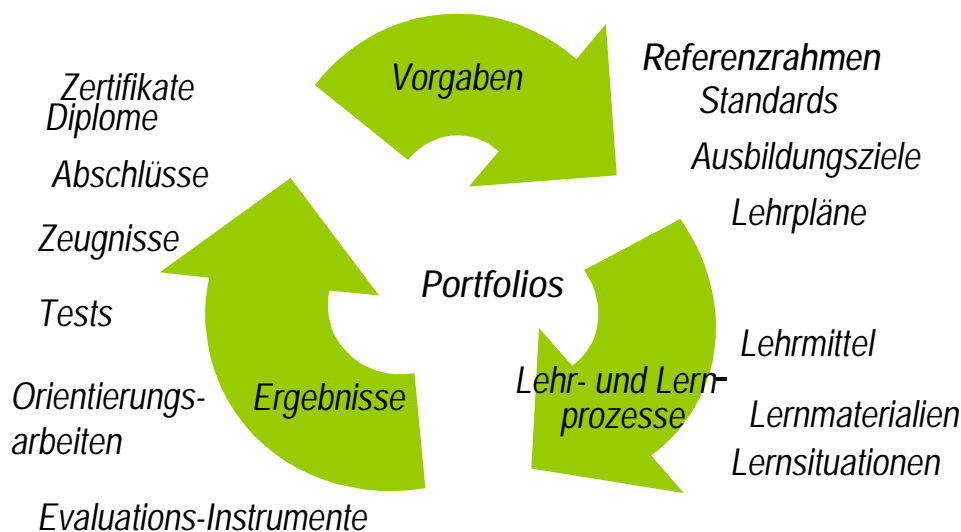 Vorgaben
Referenzrahmen
Standards
Ausbildungsziele
Lehrpläne
Zertifikate
Diplome
Abschlüsse
Zeugnisse
Tests
Orientierungs-
arbeiten
Evaluations-Instrumente
Portfolios
Ergebnisse
Lehr- und Lern-
prozesse
Lehrmittel
Lernmaterialien
Lernsituationen